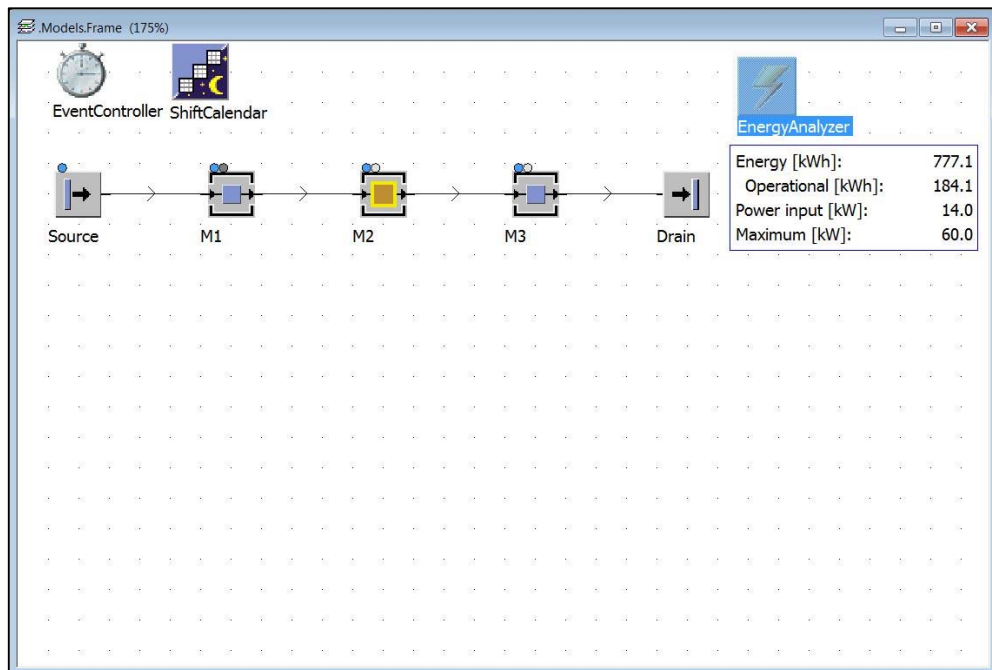 .Models.Frame (175%)
EventController
ShiftCalendar
EnergyAnalyzer
Energy [kWh]: 777.1
Operational [kWh]: 184.1
Power input [kW]: 14.0
Maximum [kW]: 60.0
Source
M1
M2
M3
Drain